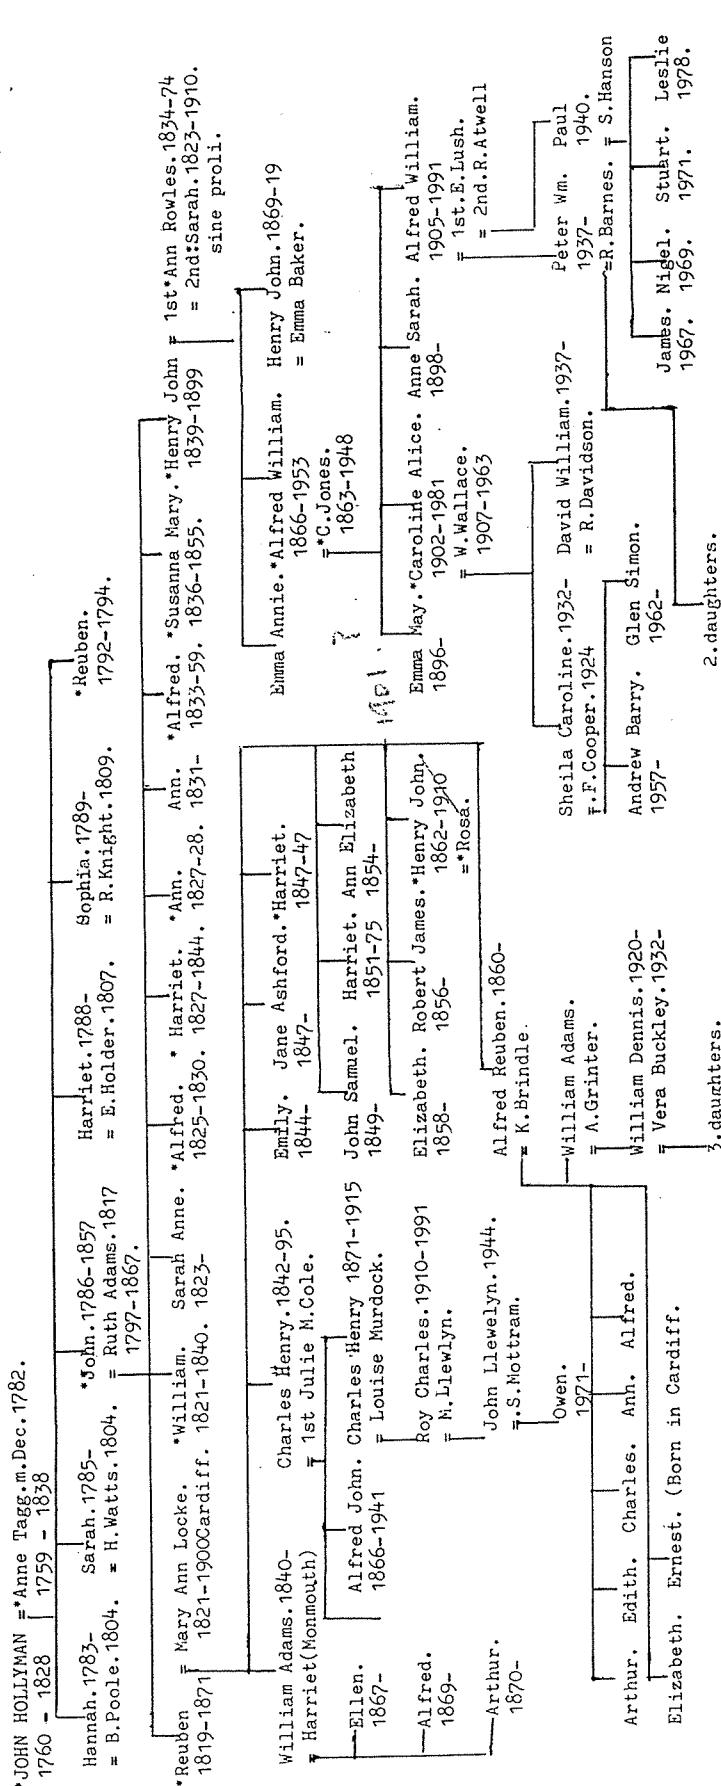 *JOHN HOLLYMAN =*Anne Tagg.m.Dec.1782.
1760 - 1828 1759 - 1838
Hannah.1783- Sarah.1785- *John.1786-1857 Harriet.1788- Sophia.1789- *Reuben.
= B.Poole.1804. = H.Watts.1804. = Ruth Adams.1817 = E.Holder.1807. = R.Knight.1809. 1792-1794.
1797-1867.
*Reuben = Mary Ann Locke. *William. Sarah Anne. *Alfred. * Harriet. *Ann. Ann. *Alfred. *Susanna Mary.*Henry John = 1st*Ann Rowles.1834-74
1819-1871 1821-1900Cardiff. 1821-1840. 1823- 1825-1830. 1827-1844. 1827-28. 1831- 1833-59. 1836-1855. 1839-1899 = 2nd:Sarah.1823-1910.
sine proli.
William Adams.1840- Charles Henry.1842-95. Emily. Jane Ashford.*Harriet. Emma Annie.*Alfred William. Henry John.1869-19
= Harriet(Monmouth) = 1st Julie M.Cole. 1844- 1847- 1847-47 1866-1953 = Emma Baker.
=*C.Jones.
1863-1948
Ellen. Alfred John. Charles Henry 1871-1915 John Samuel. Harriet. Ann Elizabeth
1867- 1866-1941 = Louise Murdock. 1849- 1851-75 1854-
1901. ?
Alfred. Roy Charles.1910-1991 Elizabeth. Robert James.*Henry John. Emma May.*Caroline Alice. Anne Sarah. Alfred William.
1869- = M.Llewlyn. 1858- 1856- 1862-1910 1896- 1902-1981 1898- 1905-1991
=*Rosa. = W.Wallace. = 1st.E.Lush.
1907-1963 = 2nd.R.Atwell
Arthur. John Llewelyn.1944. Alfred Reuben.1860-
1870- =.S.Mottram. = K.Brindle.
Owen. William Adams. Sheila Caroline.1932- David William.1937- Peter Wm. Paul
1971- = A.Grinter. =.F.Cooper.1924 = R.Davidson. 1937- 1940.
=R.Barnes. = S.Hanson
Arthur. Edith. Charles. Ann. Alfred. William Dennis.1920- Andrew Barry. Glen Simon. James. Nigel. Stuart. Leslie
= Vera Buckley.1932- 1957- 1962- 1967. 1969. 1971. 1978.
Elizabeth. Ernest. (Born in Cardiff.
3.daughters. 2.daughters.